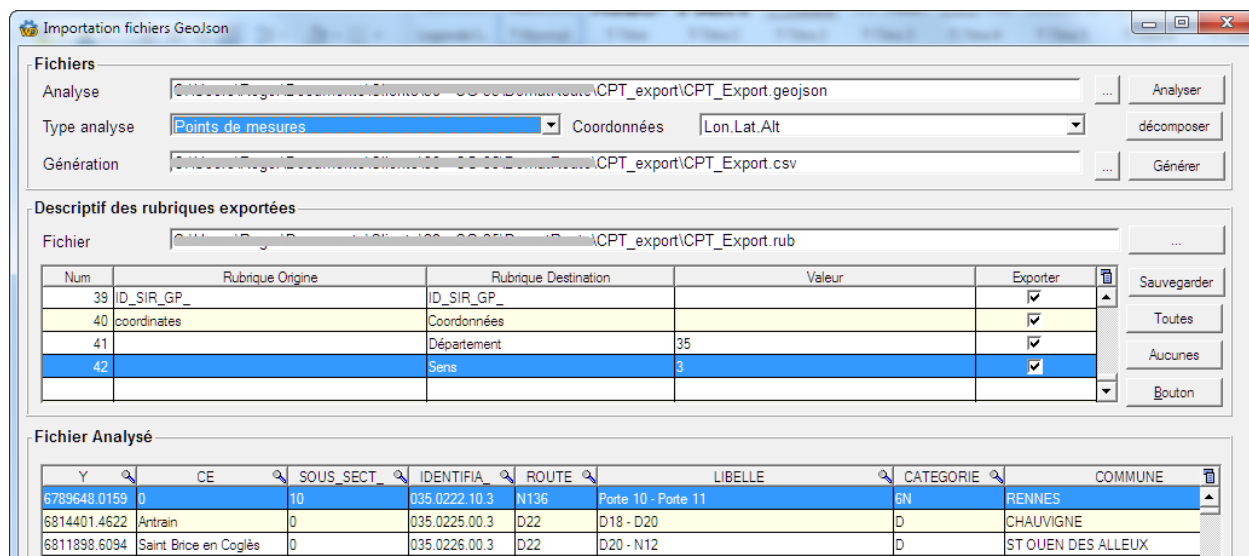 Importation fichiers GeoJson
Fichiers
Analyse \CPT_export\CPT_Export.geojson ... Analyser
Type analyse Points de mesures Coordonnées Lon.Lat.Alt décomposer
Génération \CPT_export\CPT_Export.csv ... Générer
Descriptif des rubriques exportées
Fichier \CPT_export\CPT_Export.rub ...
Num Rubrique Origine Rubrique Destination Valeur Exporter
39 ID_SIR_GP_ ID_SIR_GP_
Sauvegarder
40 coordinates Coordonnées
Toutes
41 Département 35
Aucunes
42 Sens 3
Bouton
Fichier Analysé
Y CE SOUS_SECT_ IDENTIFIA_ ROUTE LIBELLE CATEGORIE COMMUNE
6789648.0159 0 10 035.0222.10.3 N136 Porte 10 - Porte 11 6N RENNES
6814401.4622 Antrain 0 035.0225.00.3 D22 D18 - D20 D CHAUVIGNE
6811898.6094 Saint Brice en Coglès 0 035.0226.00.3 D22 D20 - N12 D ST OUEN DES ALLEUX